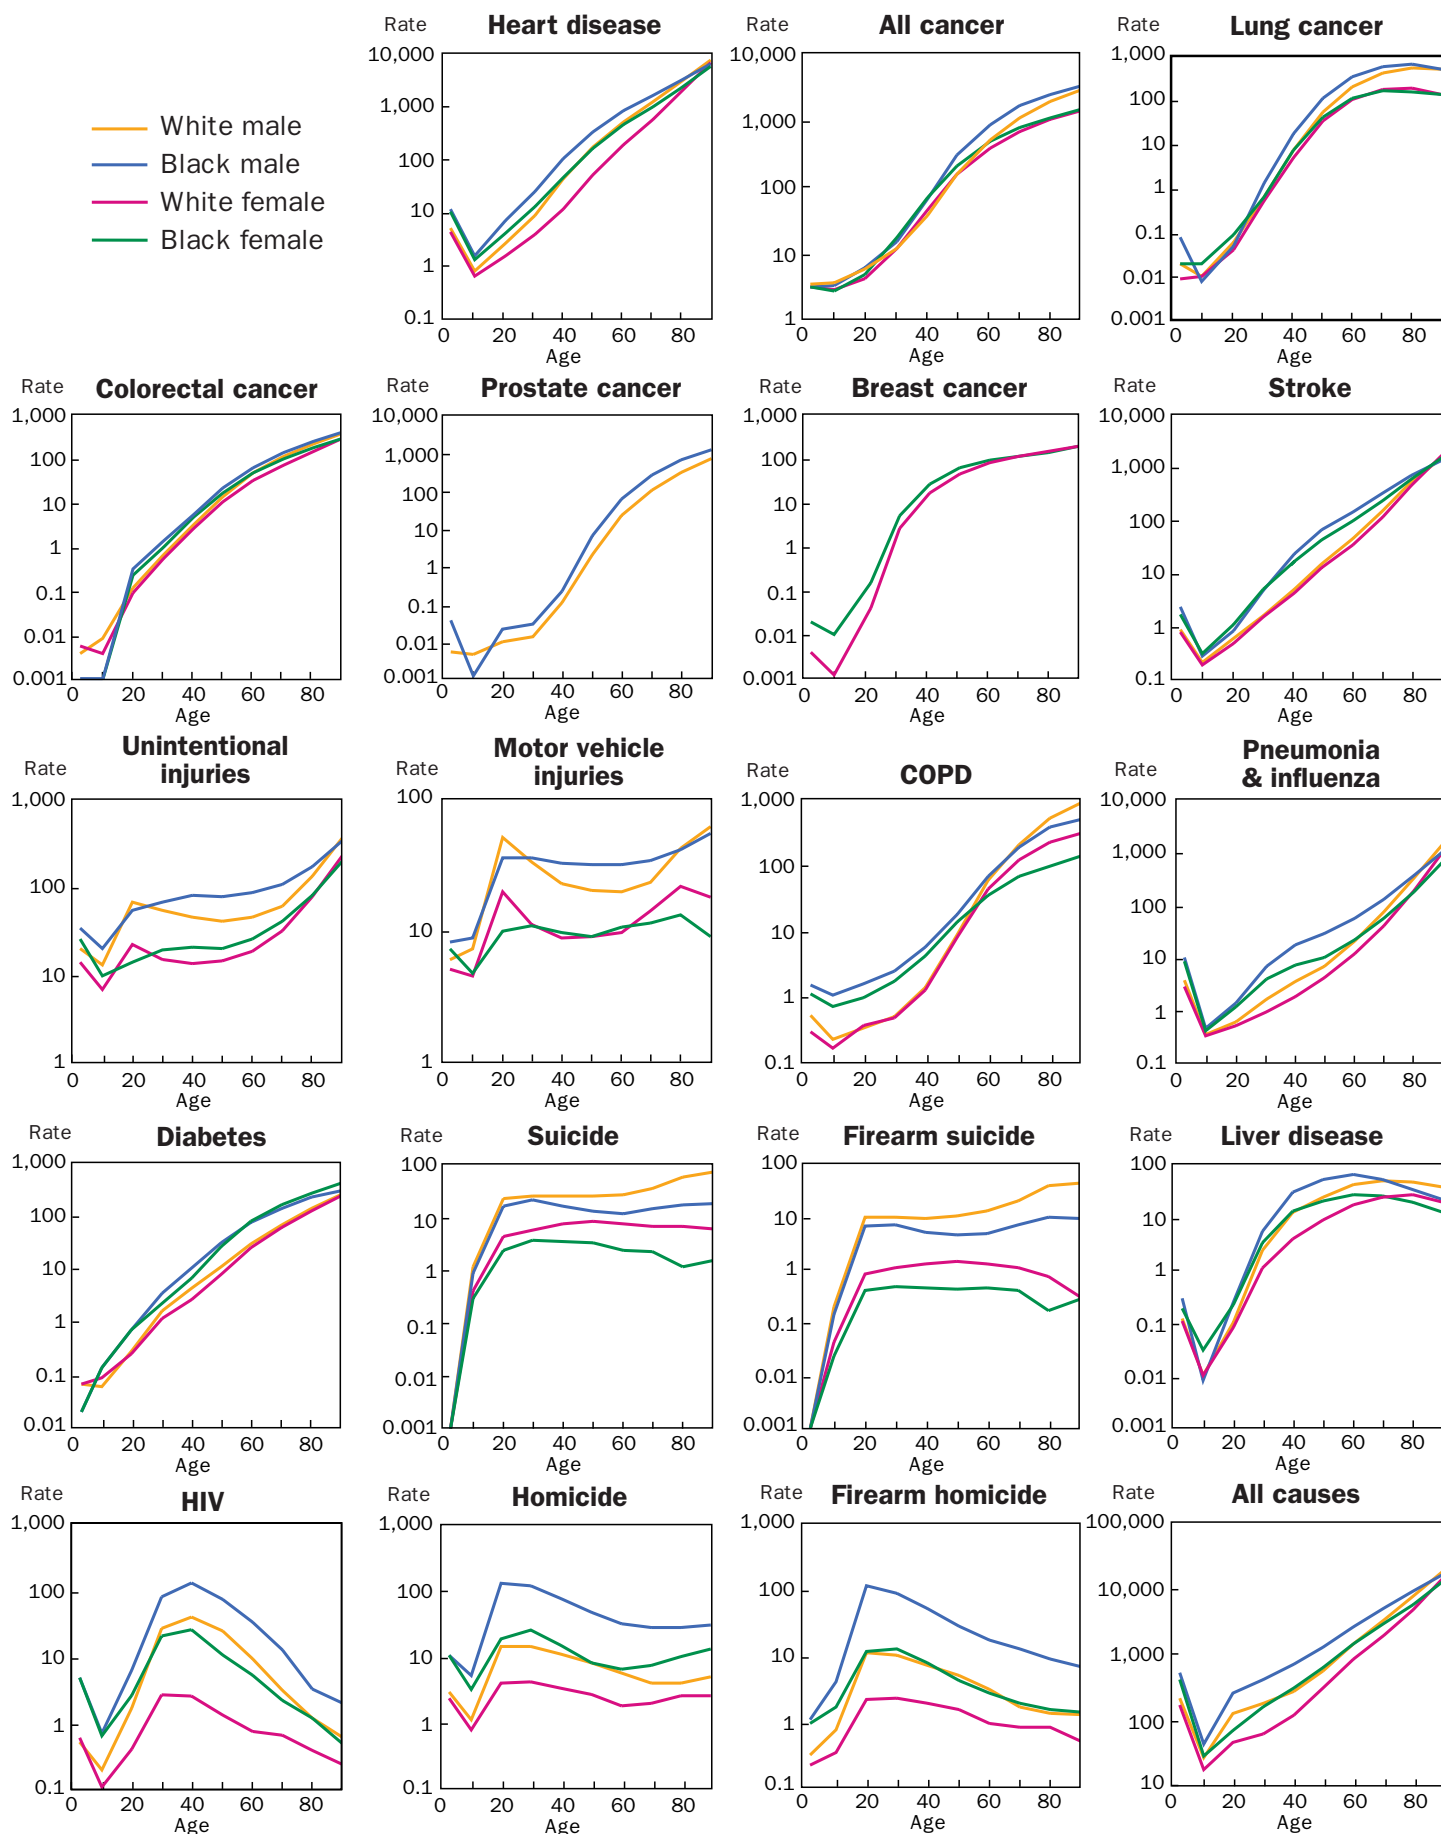 Rate Heart disease
10,000
1,000
100
10
1
0.1
0 20 40 60 80
Age
Rate All cancer
10,000
1,000
100
10
1
0 20 40 60 80
Age
Rate Lung cancer
1,000
100
10
1
0.1
0.01
0.001
0 20 40 60 80
Age
White male
Black male
White female
Black female
Rate Colorectal cancer
1,000
100
10
1
0.1
0.01
0.001
0 20 40 60 80
Age
Rate Prostate cancer
10,000
1,000
100
10
1
0.1
0.01
0.001
0 20 40 60 80
Age
Rate Breast cancer
1,000
100
10
1
0.1
0.01
0.001
0 20 40 60 80
Age
Rate Stroke
10,000
1,000
100
10
1
0.1
0 20 40 60 80
Age
Unintentional
injuries
Rate
1,000
100
10
1
0 20 40 60 80
Age
Motor vehicle
injuries
Rate
100
10
1
0 20 40 60 80
Age
Rate COPD
1,000
100
10
1
0.1
0 20 40 60 80
Age
Pneumonia
& influenza
Rate
10,000
1,000
100
10
1
0.1
0 20 40 60 80
Age
Rate Diabetes
1,000
100
10
1
0.1
0.01
0 20 40 60 80
Age
Rate Suicide
100
10
1
0.1
0.01
0.001
0 20 40 60 80
Age
Rate Firearm suicide
100
10
1
0.1
0.01
0.001
0 20 40 60 80
Age
Rate Liver disease
100
10
1
0.1
0.01
0.001
0 20 40 60 80
Age
Rate HIV
1,000
100
10
1
0.1
0 20 40 60 80
Age
Rate Homicide
1,000
100
10
1
0.1
0 20 40 60 80
Age
Rate Firearm homicide
1,000
100
10
1
0.1
0 20 40 60 80
Age
Rate All causes
100,000
10,000
1,000
100
10
0 20 40 60 80
Age